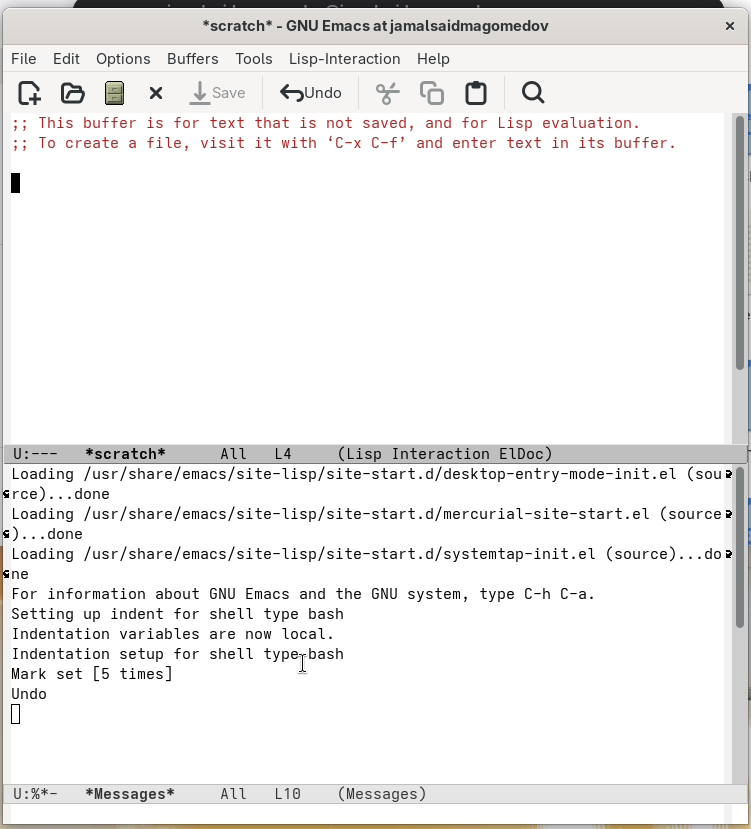 *scratch* - GNU Emacs at jamalsaidmagomedov
File Edit Options Buffers Tools Lisp-Interaction Help
Save Undo
;; This buffer is for text that is not saved, and for Lisp evaluation.
;; To create a file, visit it with ‘C-x C-f’ and enter text in its buffer.
U:--- *scratch* All L4 (Lisp Interaction ElDoc)
Loading /usr/share/emacs/site-lisp/site-start.d/desktop-entry-mode-init.el (sou
rce)...done
Loading /usr/share/emacs/site-lisp/site-start.d/mercurial-site-start.el (source
)...done
Loading /usr/share/emacs/site-lisp/site-start.d/systemtap-init.el (source)...do
ne
For information about GNU Emacs and the GNU system, type C-h C-a.
Setting up indent for shell type bash
Indentation variables are now local.
Indentation setup for shell type bash
Mark set [5 times]
Undo
U:%*- *Messages* All L10 (Messages)